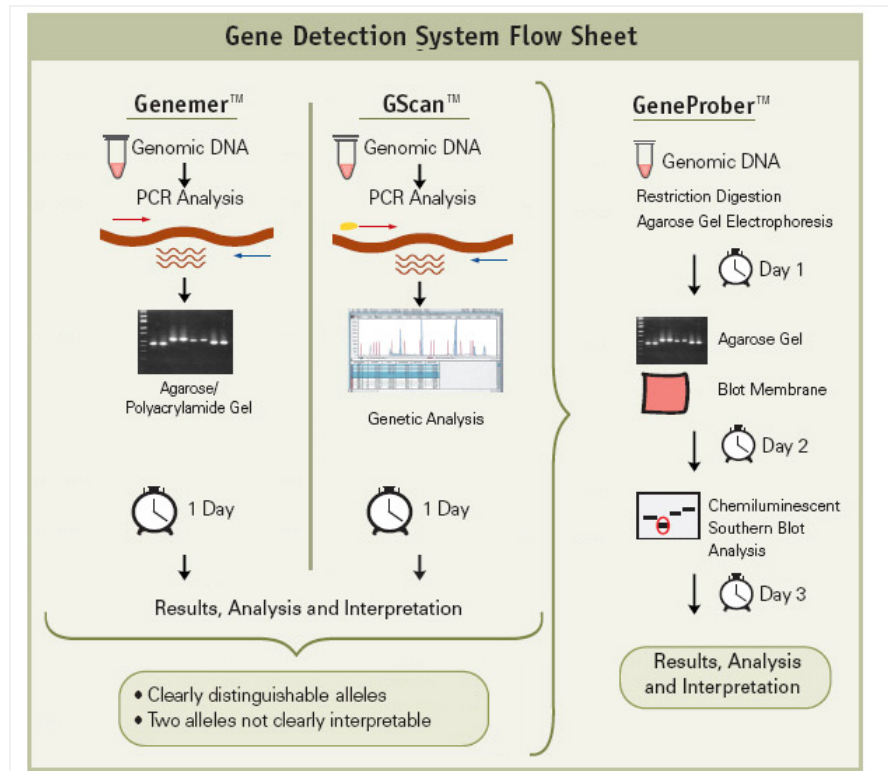 Gene Detection System Flow Sheet
Genemer™
Genomic DNA
PCR Analysis
Agarose/
Polyacrylamide Gel
1 Day
GScan™
Genomic DNA
PCR Analysis
Genetic Analysis
1 Day
Results, Analysis and Interpretation
• Clearly distinguishable alleles
• Two alleles not clearly interpretable
GeneProber™
Genomic DNA
Restriction Digestion
Agarose Gel Electrophoresis
Day 1
Agarose Gel
Blot Membrane
Day 2
Chemiluminescent
Southern Blot
Analysis
Day 3
Results, Analysis
and Interpretation